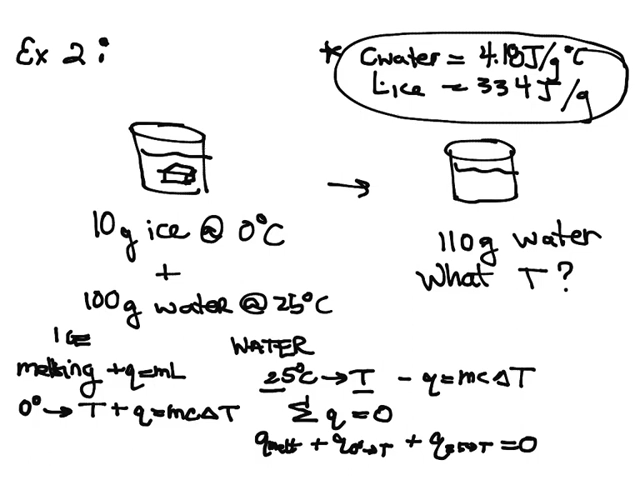 Ex 2:
* Cwater = 4.18J/g°C
Lice = 334J/g
10g ice @ 0°C
+
100g water @ 25°C
→
110g water
What T?
ICE
melting +q=mL
0° → T +q=mcΔT
WATER
25°C → T -q=mcΔT
Σ q=0
qmelt + q0°→T + q25→T = 0